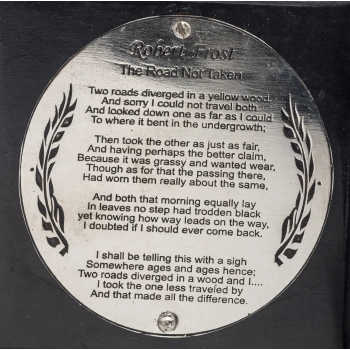 Robert Frost
The Road Not Taken
Two roads diverged in a yellow wood
And sorry I could not travel both
And looked down one as far as I could
To where it bent in the undergrowth;
Then took the other as just as fair,
And having perhaps the better claim,
Because it was grassy and wanted wear,
Though as for that the passing there,
Had worn them really about the same,
And both that morning equally lay
In leaves no step had trodden black
yet knowing how way leads on the way,
I doubted if I should ever come back.
I shall be telling this with a sigh
Somewhere ages and ages hence;
Two roads diverged in a wood and I....
I took the one less traveled by
And that made all the difference.